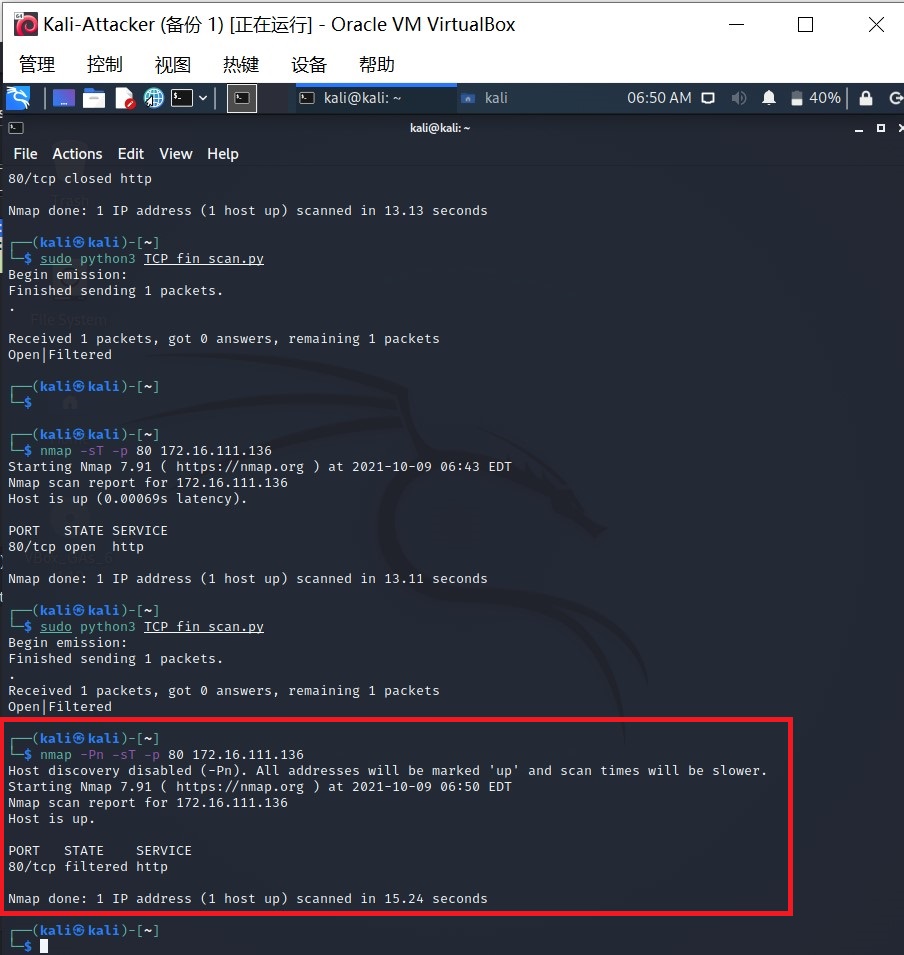 Kali-Attacker (备份 1) [正在运行] - Oracle VM VirtualBox
管理 控制 视图 热键 设备 帮助
kali@kali: ~ kali 06:50 AM 40%
kali@kali: ~
File Actions Edit View Help
80/tcp closed http
Nmap done: 1 IP address (1 host up) scanned in 13.13 seconds
┌──(kali㉿kali)-[~]
└─$ sudo python3 TCP_fin_scan.py
Begin emission:
Finished sending 1 packets.
.
File System
Received 1 packets, got 0 answers, remaining 1 packets
Open|Filtered
┌──(kali㉿kali)-[~]
└─$
┌──(kali㉿kali)-[~]
└─$ nmap -sT -p 80 172.16.111.136
Starting Nmap 7.91 ( https://nmap.org ) at 2021-10-09 06:43 EDT
Nmap scan report for 172.16.111.136
Host is up (0.00069s latency).
PORT   STATE SERVICE
80/tcp open  http
Nmap done: 1 IP address (1 host up) scanned in 13.11 seconds
┌──(kali㉿kali)-[~]
└─$ sudo python3 TCP_fin_scan.py
Begin emission:
Finished sending 1 packets.
.
Received 1 packets, got 0 answers, remaining 1 packets
Open|Filtered
┌──(kali㉿kali)-[~]
└─$ nmap -Pn -sT -p 80 172.16.111.136
Host discovery disabled (-Pn). All addresses will be marked 'up' and scan times will be slower.
Starting Nmap 7.91 ( https://nmap.org ) at 2021-10-09 06:50 EDT
Nmap scan report for 172.16.111.136
Host is up.
PORT   STATE    SERVICE
80/tcp filtered http
Nmap done: 1 IP address (1 host up) scanned in 15.24 seconds
┌──(kali㉿kali)-[~]
└─$